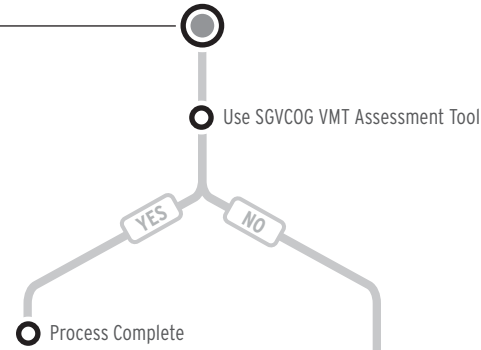 Use SGVCOG VMT Assessment Tool
YES
NO
Process Complete